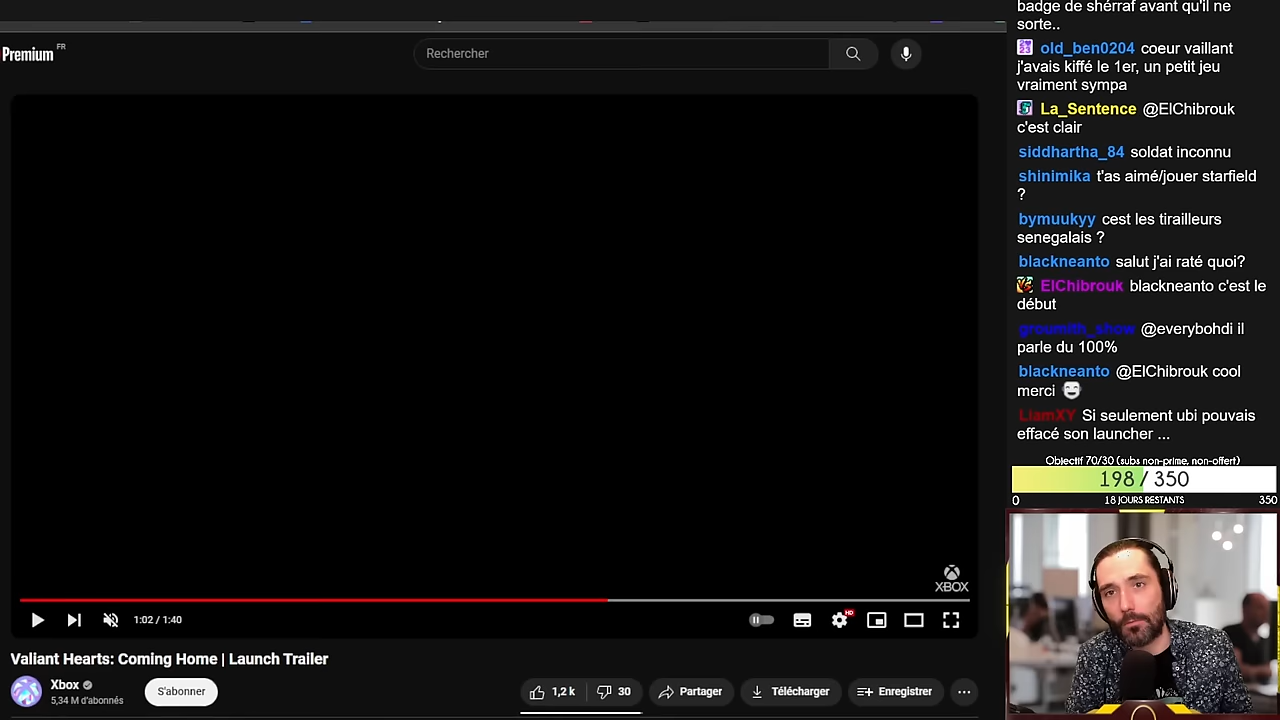 Premium FR
Rechercher
XBOX
1:02 / 1:40
HD
Valiant Hearts: Coming Home | Launch Trailer
Xbox
5,34 M d'abonnés
S'abonner
1,2 k
30
Partager
Télécharger
Enregistrer
badge de shérraf avant qu'il ne
sorte..
old_ben0204 coeur vaillant
j'avais kiffé le 1er, un petit jeu
vraiment sympa
La_Sentence @ElChibrouk
c'est clair
siddhartha_84 soldat inconnu
shinimika t'as aimé/jouer starfield
?
bymuukyy cest les tirailleurs
senegalais ?
blackneanto salut j'ai raté quoi?
ElChibrouk blackneanto c'est le
début
groumith_show @everybohdi il
parle du 100%
blackneanto @ElChibrouk cool
merci
LiamXY Si seulement ubi pouvais
effacé son launcher ...
Objectif 70/30 (subs non-prime, non-offert)
198 / 350
0 18 JOURS RESTANTS 350